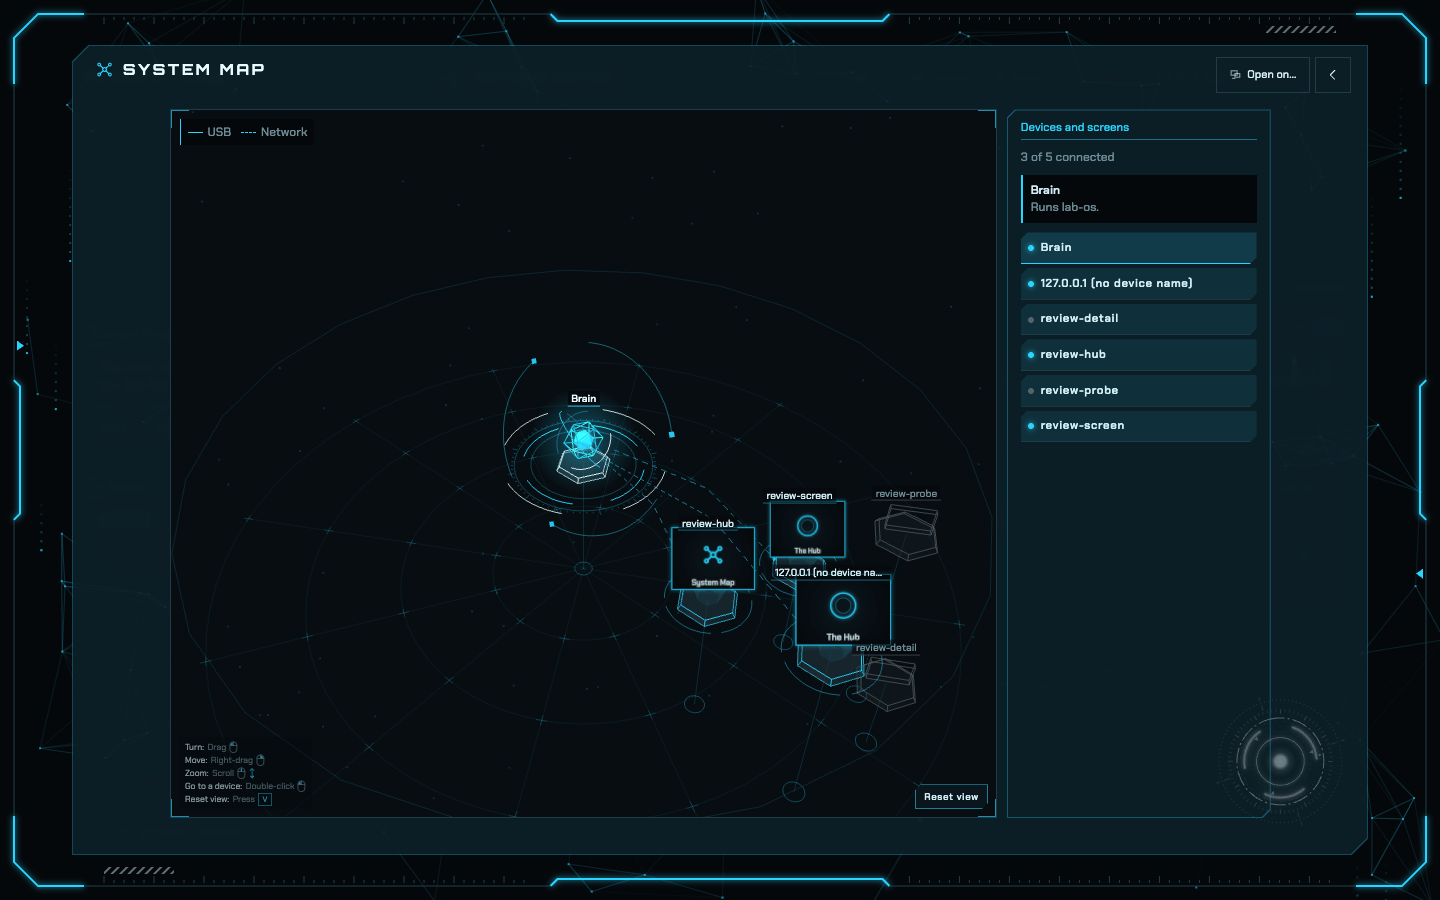 SYSTEM MAP
Open on...
USB Network
Devices and screens
3 of 5 connected
Brain
Runs lab-os.
Brain
127.0.0.1 (no device name)
review-detail
review-hub
review-probe
review-screen
Brain
review-screen
review-probe
review-hub
The Hub
127.0.0.1 (no device na...
System Map
The Hub
review-detail
Turn: Drag
Move: Right-drag
Zoom: Scroll
Go to a device: Double-click
Reset view: Press V
Reset view